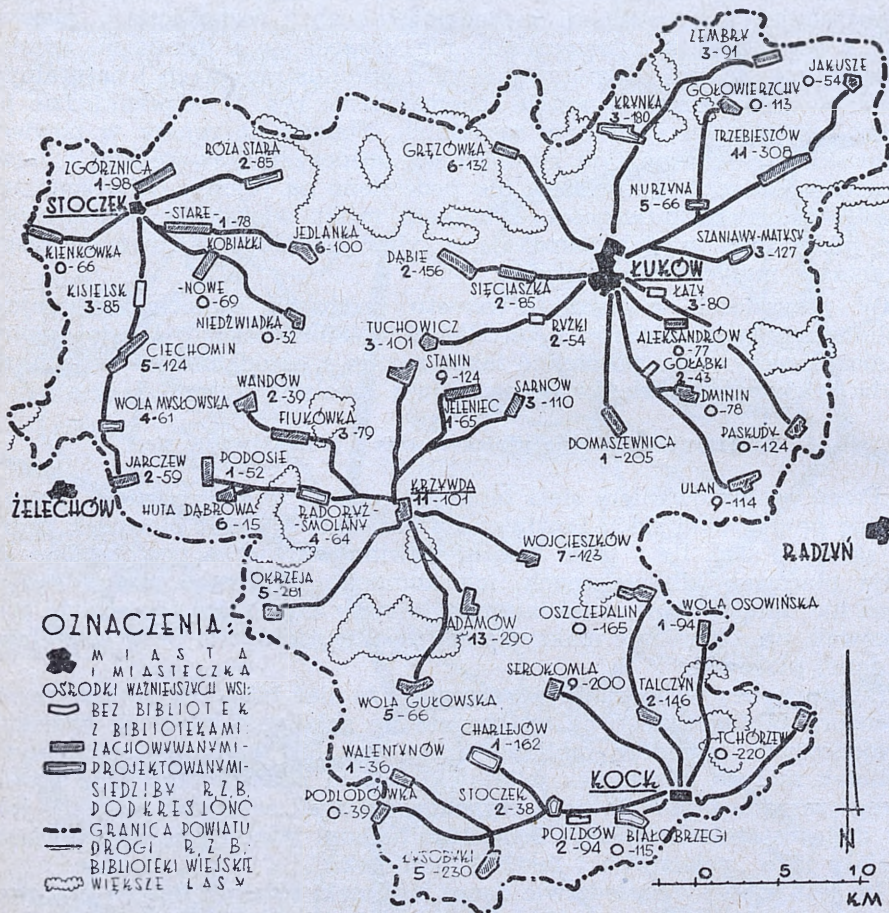 ZEMBRY
3-91
JAKUSZE
0-54
GOŁOWIERZCHY
0-113
KRYNKA
3-180
TRZEBIESZÓW
11-308
GRĘZÓWKA
6-132
NURZYNA
5-66
RÓŻA STARA
2-85
ZGÓRZNICA
1-98
STOCZEK
-STARE-
1-78
KOBIAŁKI
JEDLANKA
6-100
KIENKÓWKA
0-66
-NOWE
0-69
KISIELSK
3-85
NIEDŹWIADKA
0-32
DĄBIE
2-156
SIĘCIASZKA
2-85
ŁUKÓW
SZANIAWY-MATYSY
3-127
ŁAZY
3-80
TUCHOWICZ
3-101
RYŻKI
2-54
ALEKSANDRÓW
0-77
GOŁĄBKI
2-43
DMININ
0-78
CIECHOMIN
5-124
STANIN
9-124
WANDÓW
2-39
JELENIEC
1-65
SARNÓW
3-110
WOLA MYSŁOWSKA
4-61
FIUKÓWKA
3-79
DOMASZEWNICA
1-205
PASKUDY
0-124
JARCZEW
2-59
PODOSIE
1-52
ULAN
9-114
ŻELECHÓW
HUTA DĄBROWA
6-15
RADORYŻ
-SMOLANY
4-64
KRZYWDA
11-101
WOJCIESZKÓW
7-123
RADZYŃ
OKRZEJA
5-281
ADAMÓW
13-290
OSZCZEPALIN
0-165
WOLA OSOWIŃSKA
1-94
SEROKOMLA
9-200
TALCZYN
2-146
WOLA GUŁOWSKA
5-66
CHARLEJÓW
1-162
TCHÓRZEW
0-220
WALENTYNÓW
1-36
KOCK
PODLODÓWKA
0-39
STOCZEK
2-38
POIZDÓW
2-94
BIAŁOBRZEGI
0-115
ŁYSOBYKI
5-230
OZNACZENIA:
MIASTA
I MIASTECZKA
OŚRODKI WAŻNIEJSZYCH WSI:
BEZ BIBLIOTEK
Z BIBLIOTEKAMI:
ZACHOWYWANYMI-
PROJEKTOWANYMI-
SIEDZIBY R.Z.B.
PODKREŚLONO
GRANICA POWIATU
DROGI R.Z.B.
BIBLIOTEKI WIEJSKIE
WIĘKSZE LASY
N
0 5 10
KM